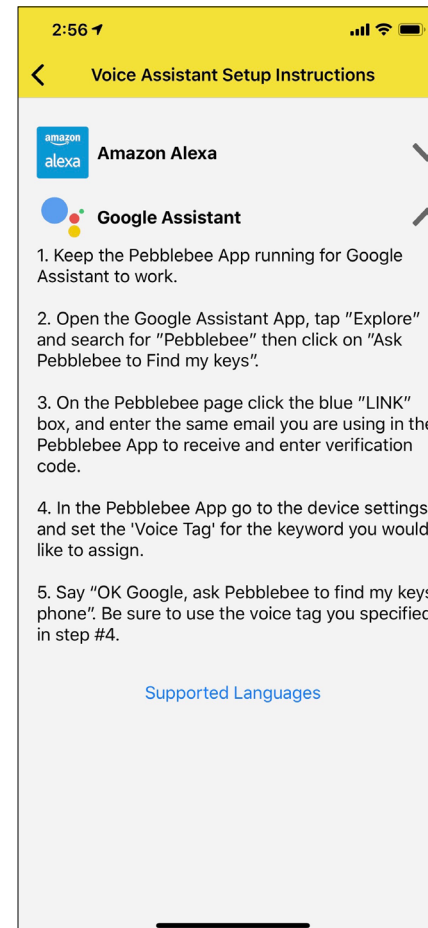 2:56
Voice Assistant Setup Instructions
amazon
alexa
Amazon Alexa
Google Assistant
1. Keep the Pebblebee App running for Google
Assistant to work.
2. Open the Google Assistant App, tap "Explore"
and search for "Pebblebee" then click on "Ask
Pebblebee to Find my keys".
3. On the Pebblebee page click the blue "LINK"
box, and enter the same email you are using in the
Pebblebee App to receive and enter verification
code.
4. In the Pebblebee App go to the device settings
and set the 'Voice Tag' for the keyword you would
like to assign.
5. Say "OK Google, ask Pebblebee to find my keys
phone". Be sure to use the voice tag you specified
in step #4.
Supported Languages